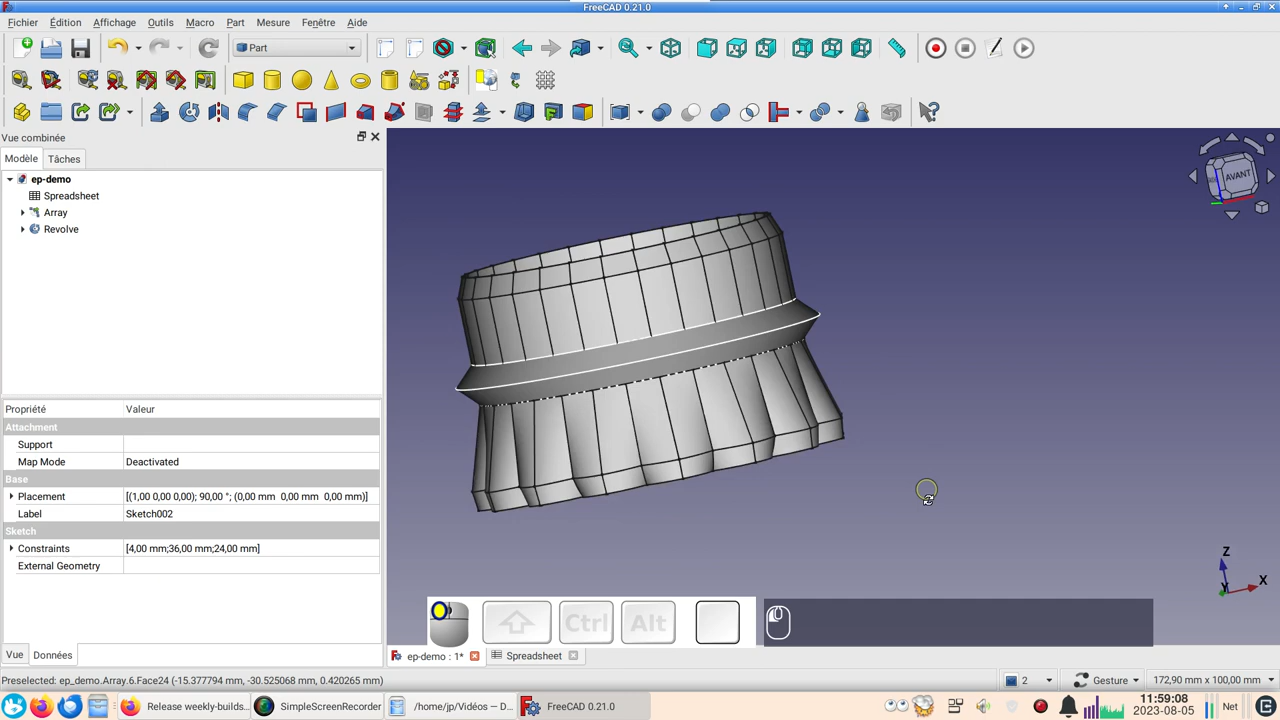 FreeCAD 0.21.0
Fichier Édition Affichage Outils Macro Part Mesure Fenêtre Aide
Part
Vue combinée
Modèle Tâches
ep-demo
Spreadsheet
Array
Revolve
AVANT
Propriété Valeur
Attachment
Support
Map Mode Deactivated
Base
Placement [(1,00 0,00 0,00); 90,00 °; (0,00 mm 0,00 mm 0,00 mm)]
Label Sketch002
Sketch
Constraints [4,00 mm;36,00 mm;24,00 mm]
External Geometry
Z
X
Y
Ctrl Alt
Vue Données
ep-demo : 1* Spreadsheet
Preselected: ep_demo.Array.6.Face24 (-15.377794 mm, -30.525068 mm, 0.420265 mm)
2 Gesture 172,90 mm x 100,00 mm
Release weekly-builds... SimpleScreenRecorder /home/jp/Vidéos — D... FreeCAD 0.21.0
11:59:08
2023-08-05
Net